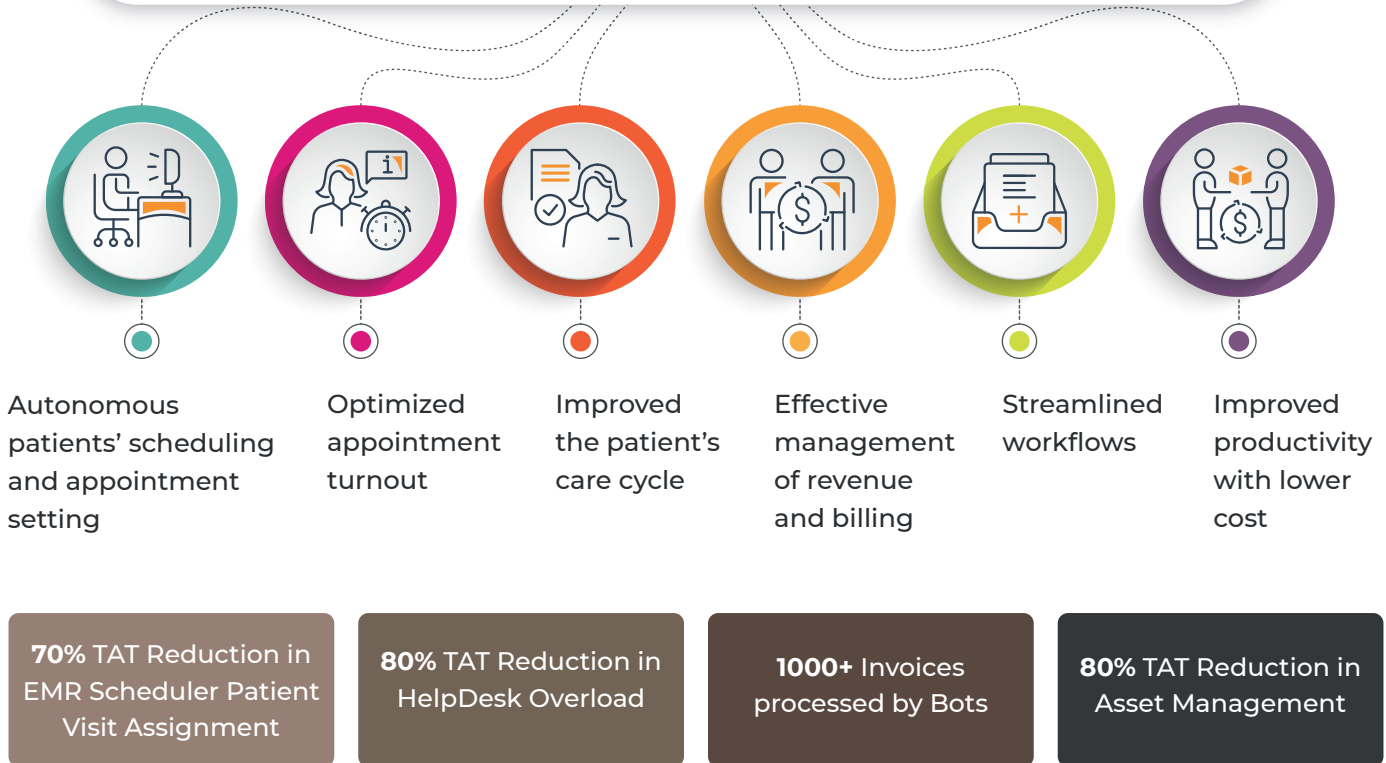 Autonomous
patients’ scheduling
and appointment
setting
Optimized
appointment
turnout
Improved
the patient’s
care cycle
Effective
management
of revenue
and billing
Streamlined
workflows
Improved
productivity
with lower
cost
70% TAT Reduction in
EMR Scheduler Patient
Visit Assignment
80% TAT Reduction in
HelpDesk Overload
1000+ Invoices
processed by Bots
80% TAT Reduction in
Asset Management